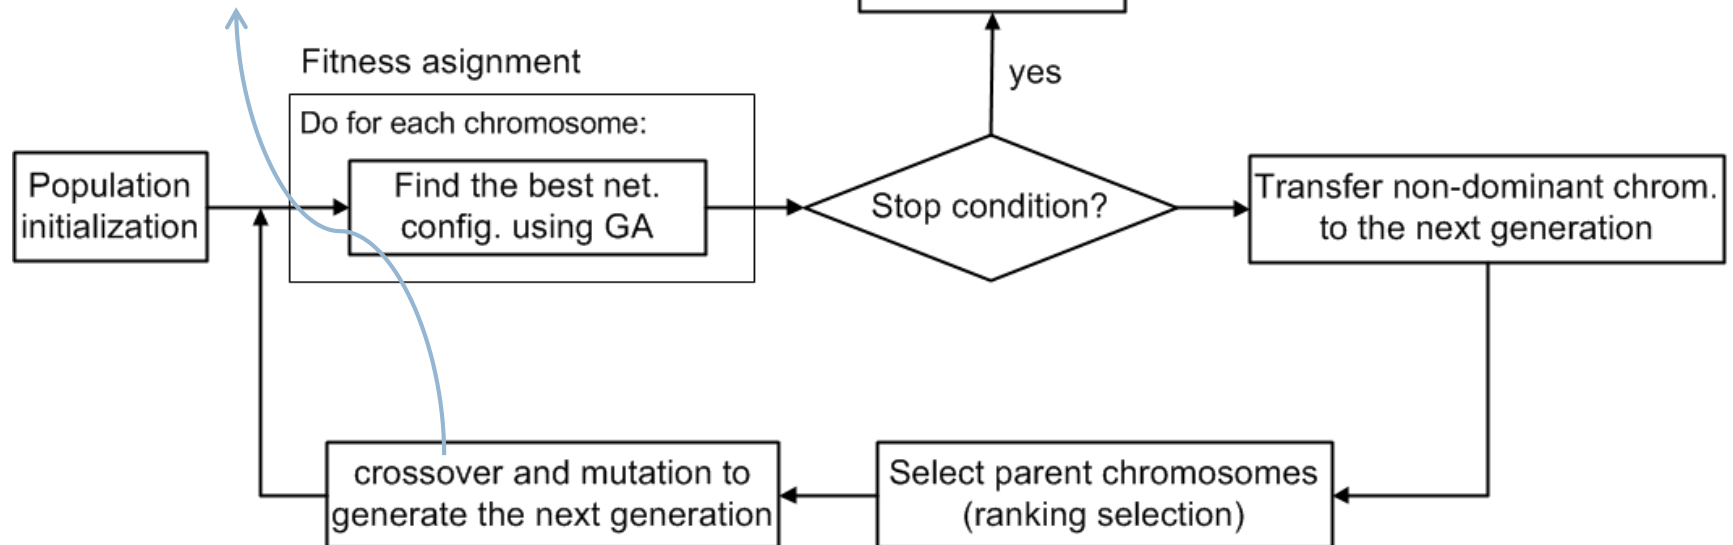 Fitness asignment
yes
Do for each chromosome:
Population
initialization
Find the best net.
config. using GA
Stop condition?
Transfer non-dominant chrom.
to the next generation
crossover and mutation to
generate the next generation
Select parent chromosomes
(ranking selection)